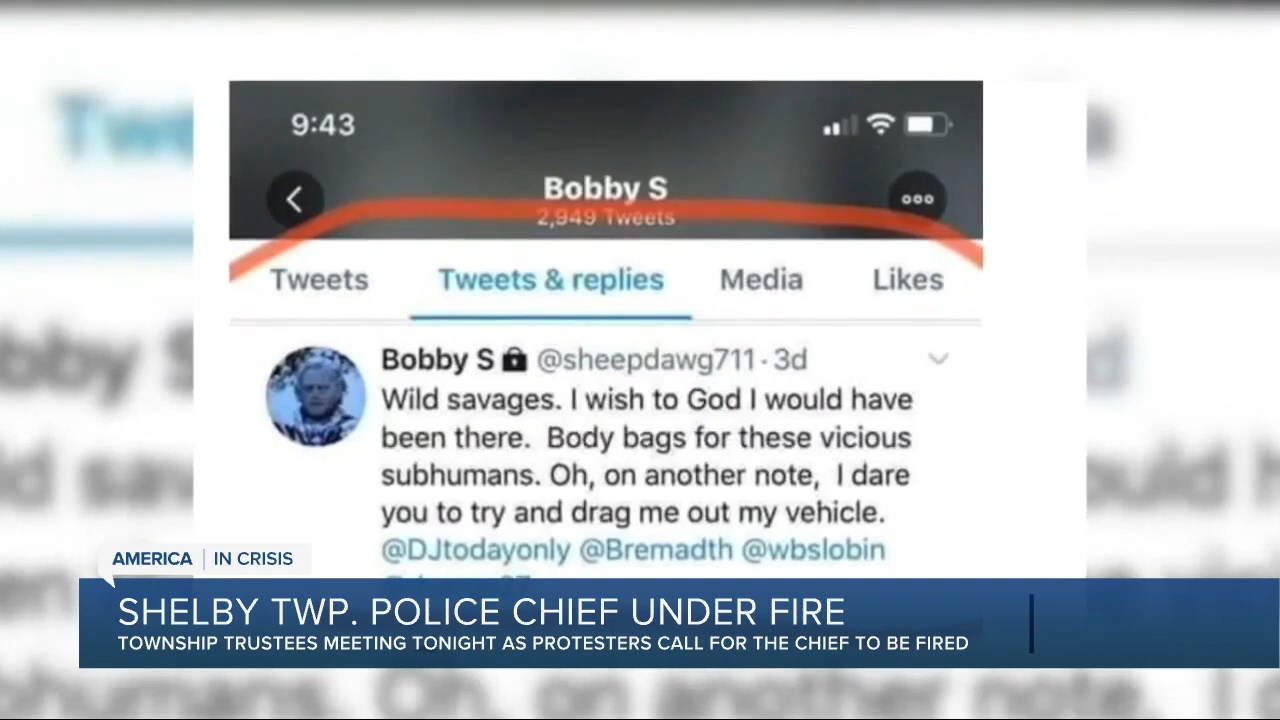 9:43
Bobby S
2,949 Tweets
Tweets
Tweets & replies
Media
Likes
Bobby S @sheepdawg711 · 3d
Wild savages. I wish to God I would have
been there. Body bags for these vicious
subhumans. Oh, on another note, I dare
you to try and drag me out my vehicle.
@DJtodayonly @Bremadth @wbslobin
AMERICA | IN CRISIS
SHELBY TWP. POLICE CHIEF UNDER FIRE
TOWNSHIP TRUSTEES MEETING TONIGHT AS PROTESTERS CALL FOR THE CHIEF TO BE FIRED